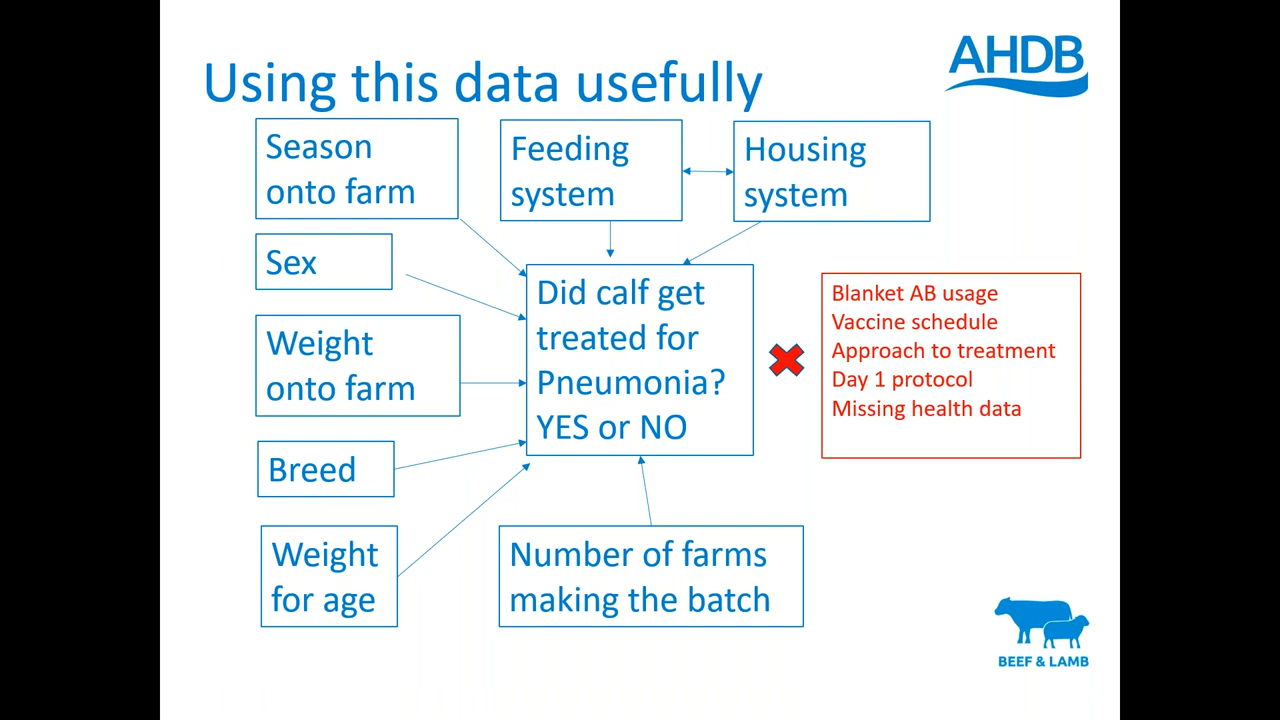 Using this data usefully
AHDB
Season
onto farm
Feeding
system
Housing
system
Sex
Weight
onto farm
Breed
Weight
for age
Did calf get
treated for
Pneumonia?
YES or NO
Number of farms
making the batch
Blanket AB usage
Vaccine schedule
Approach to treatment
Day 1 protocol
Missing health data
BEEF & LAMB